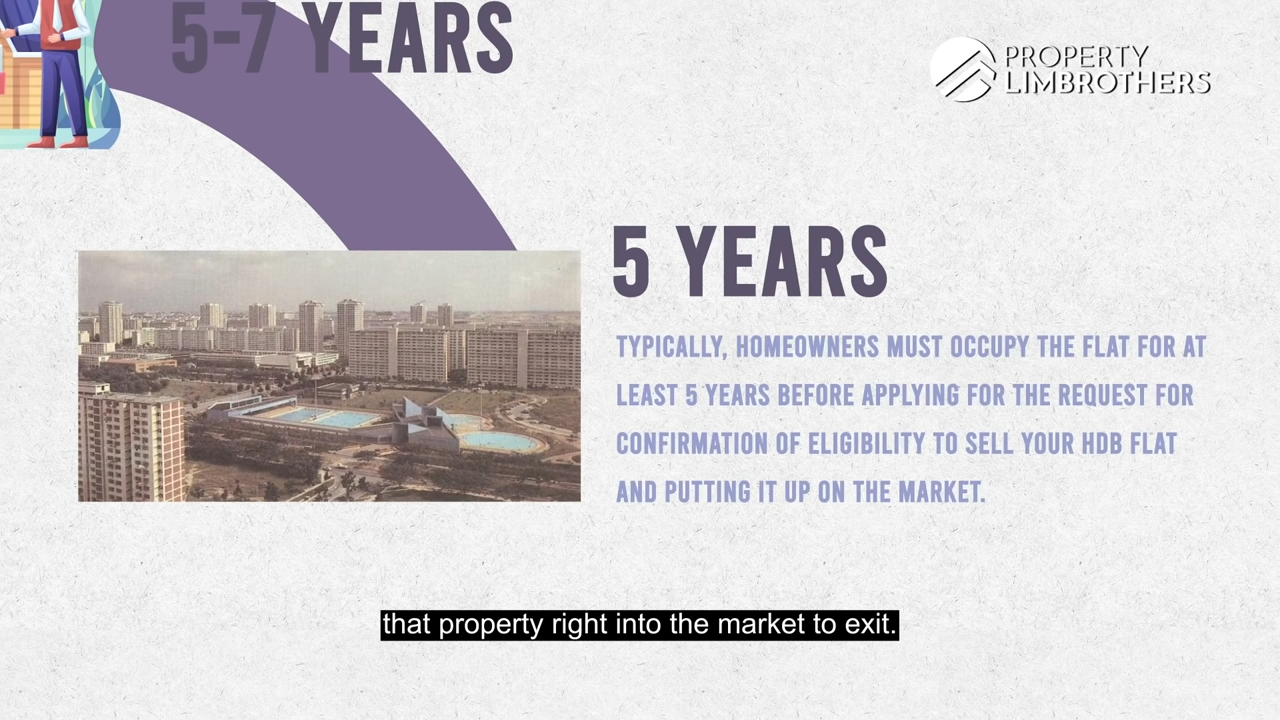 5-7 YEARS
PROPERTY
LIMBROTHERS
5 YEARS
TYPICALLY, HOMEOWNERS MUST OCCUPY THE FLAT FOR AT
LEAST 5 YEARS BEFORE APPLYING FOR THE REQUEST FOR
CONFIRMATION OF ELIGIBILITY TO SELL YOUR HDB FLAT
AND PUTTING IT UP ON THE MARKET.
that property right into the market to exit.